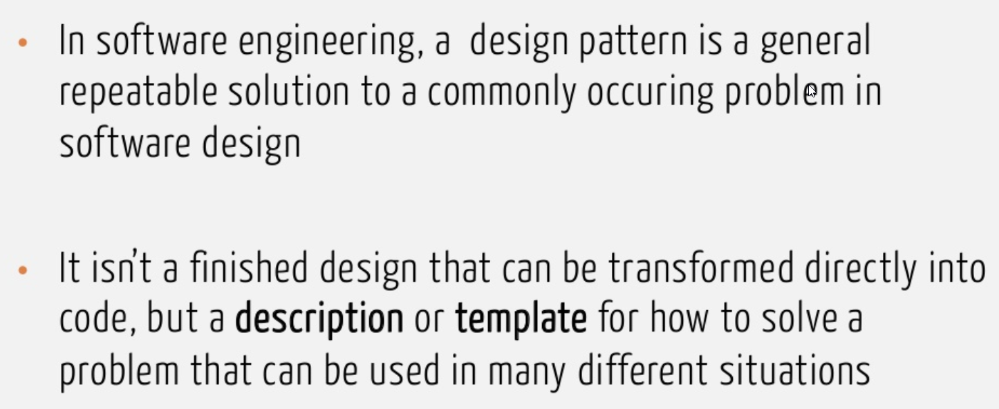 • In software engineering, a  design pattern is a general
repeatable solution to a commonly occuring problem in
software design
• It isn’t a finished design that can be transformed directly into
code, but a description or template for how to solve a
problem that can be used in many different situations